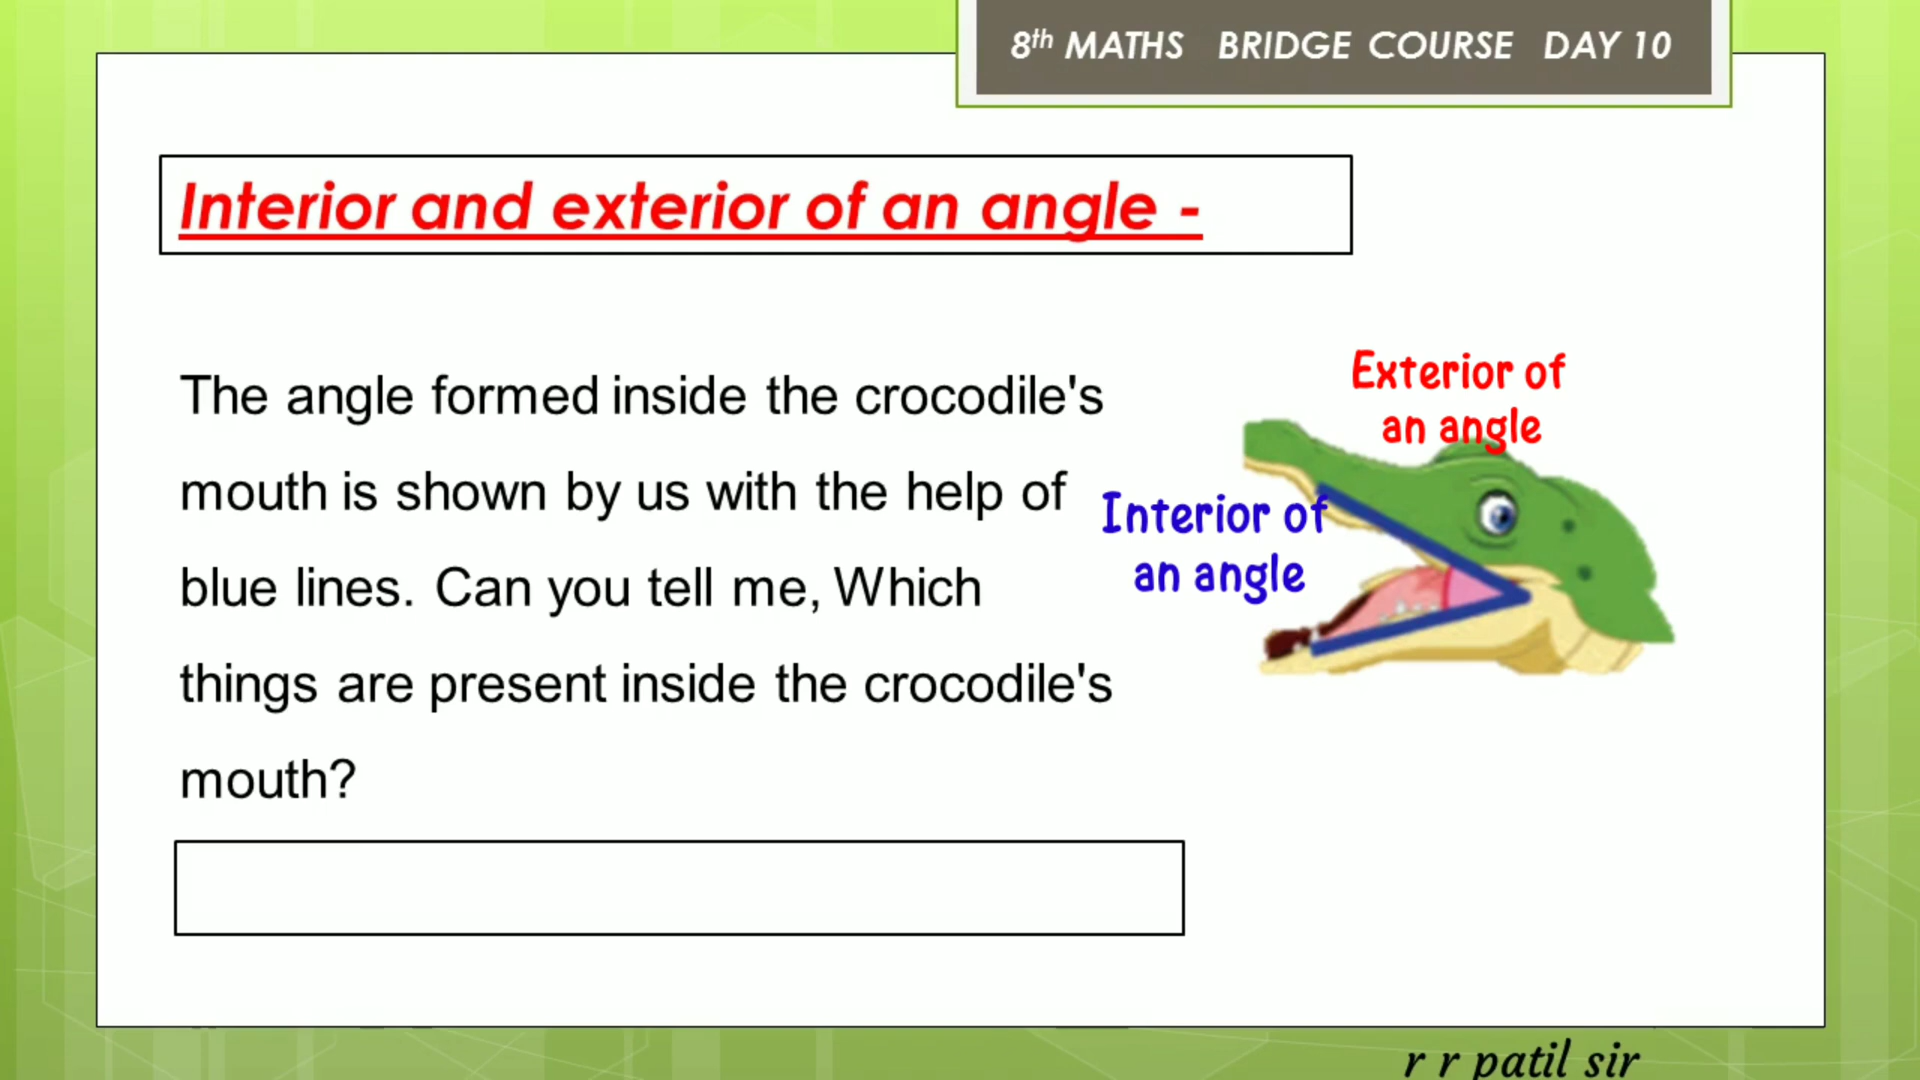 8th MATHS BRIDGE COURSE DAY 10
Interior and exterior of an angle -
The angle formed inside the crocodile's
mouth is shown by us with the help of
blue lines. Can you tell me, Which
things are present inside the crocodile's
mouth?
Exterior of
an angle
Interior of
an angle
r r patil sir